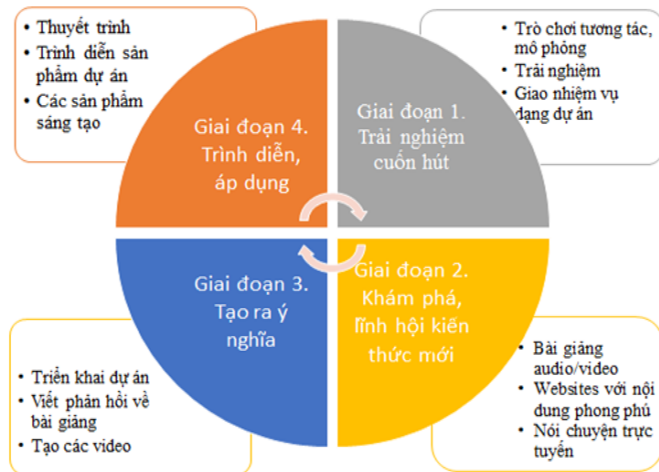 • Thuyết trình
• Trình diễn sản
phẩm dự án
• Các sản phẩm
sáng tạo
• Trò chơi tương tác,
mô phỏng
• Trải nghiệm
• Giao nhiệm vụ
dạng dự án
Giai đoạn 4.
Trình diễn,
áp dụng
Giai đoạn 1.
Trải nghiệm
cuốn hút
Giai đoạn 3.
Tạo ra ý
nghĩa
Giai đoạn 2.
Khám phá,
lĩnh hội kiến
thức mới
• Triển khai dự án
• Viết phản hồi về
bài giảng
• Tạo các video
• Bài giảng
audio/video
• Websites với nội
dung phong phú
• Nói chuyện trực
tuyến